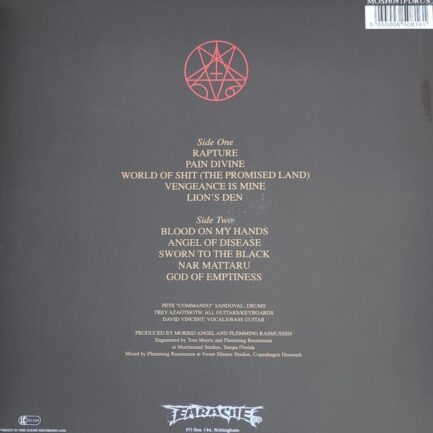 MOSH081FDRUS
5 055006 508161
Side One
RAPTURE
PAIN DIVINE
WORLD OF SHIT (THE PROMISED LAND)
VENGEANCE IS MINE
LION'S DEN
Side Two
BLOOD ON MY HANDS
ANGEL OF DISEASE
SWORN TO THE BLACK
NAR MATTARU
GOD OF EMPTINESS
PETE "COMMANDO" SANDOVAL: DRUMS
TREY AZAGTHOTH: ALL GUITARS/KEYBOARDS
DAVID VINCENT: VOCALS/BASS GUITAR
PRODUCED BY MORBID ANGEL AND FLEMMING RASMUSSEN
Engineered by Tom Morris and Flemming Rasmussen
at Morrisound Studios, Tampa Florida
Mixed by Flemming Rasmussen at Sweet Silence Studios, Copenhagen Denmark
EARACHE
PO Box 144, Nottingham